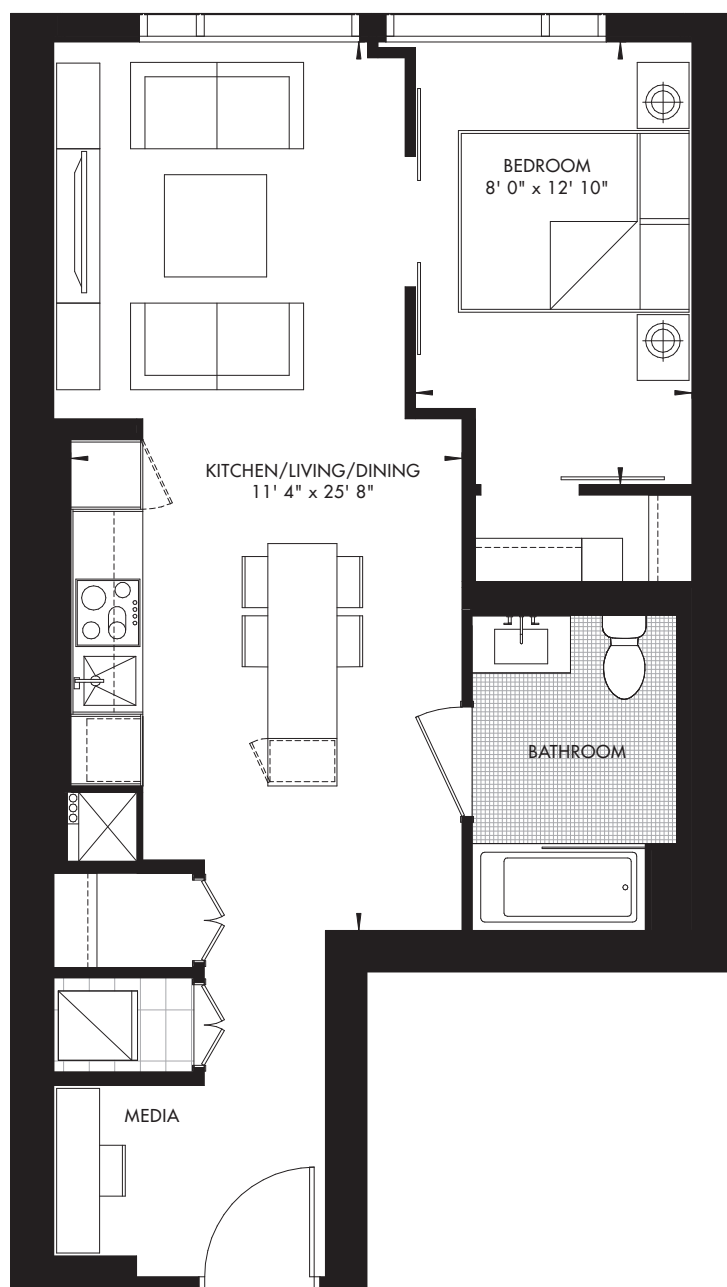 BEDROOM
8' 0" x 12' 10"
KITCHEN/LIVING/DINING
11' 4" x 25' 8"
BATHROOM
MEDIA